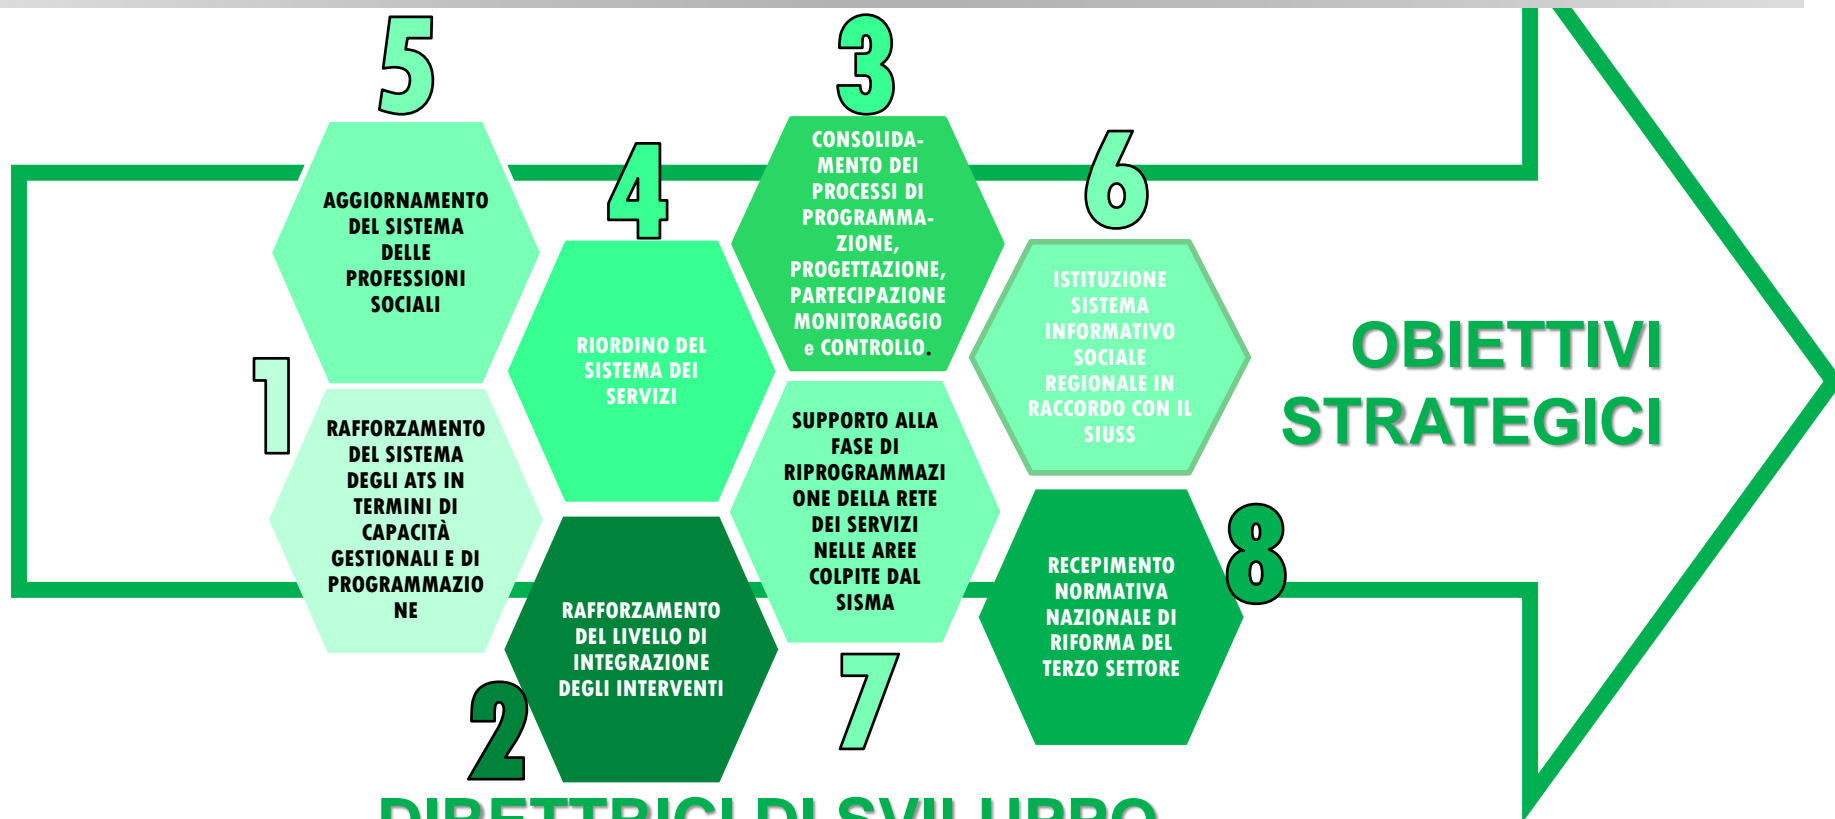 5
AGGIORNAMENTO
DEL SISTEMA
DELLE
PROFESSIONI
SOCIALI
4
RIORDINO DEL
SISTEMA DEI
SERVIZI
3
CONSOLIDA-
MENTO DEI
PROCESSI DI
PROGRAMMA-
ZIONE,
PROGETTAZIONE,
PARTECIPAZIONE
MONITORAGGIO
e CONTROLLO.
6
ISTITUZIONE
SISTEMA
INFORMATIVO
SOCIALE
REGIONALE IN
RACCORDO CON IL
SIUSS
1
RAFFORZAMENTO
DEL SISTEMA
DEGLI ATS IN
TERMINI DI
CAPACITÀ
GESTIONALI E DI
PROGRAMMAZIO
NE
2
RAFFORZAMENTO
DEL LIVELLO DI
INTEGRAZIONE
DEGLI INTERVENTI
SUPPORTO ALLA
FASE DI
RIPROGRAMMAZI
ONE DELLA RETE
DEI SERVIZI
NELLE AREE
COLPITE DAL
SISMA
7
RECEPIMENTO
NORMATIVA
NAZIONALE DI
RIFORMA DEL
TERZO SETTORE
8
OBIETTIVI
STRATEGICI
DIRETTRICI DI SVILUPPO